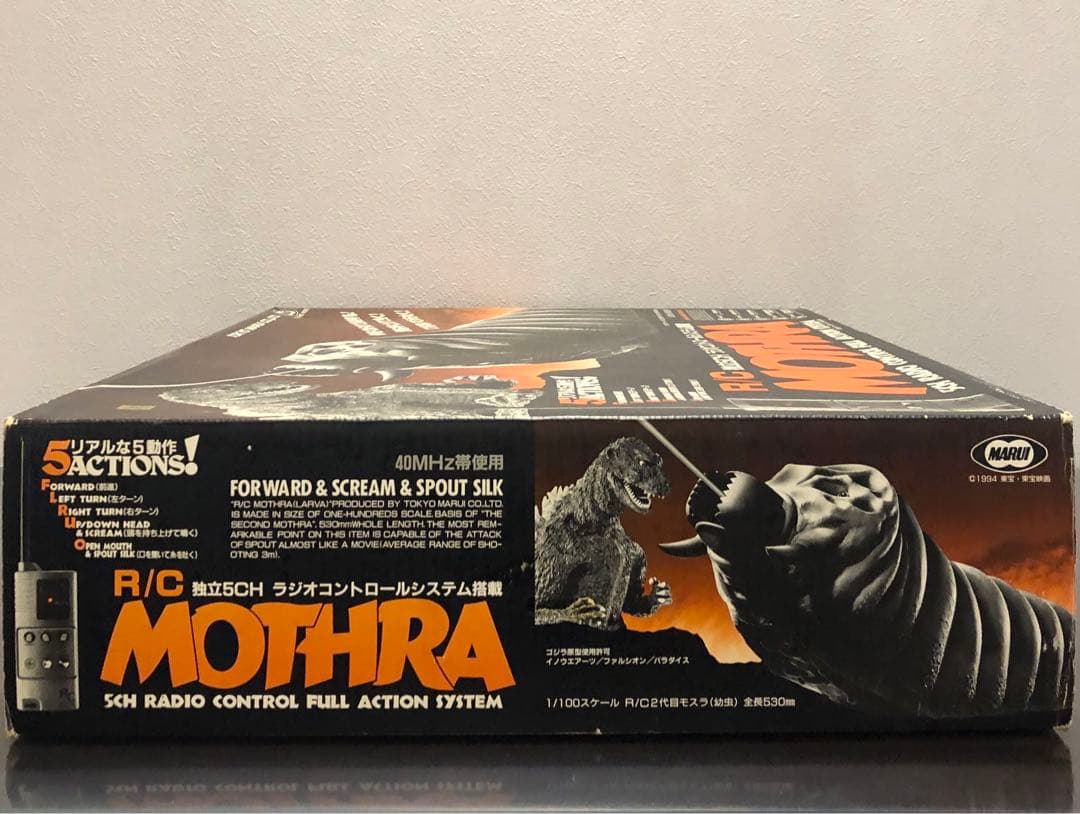 R/C
MOTHRA
リアルな5動作
5ACTIONS!
FORWARD(前進)
LEFT TURN(左ターン)
RIGHT TURN(右ターン)
UP/DOWN HEAD
& SCREAM(頭を持ち上げて鳴く)
OPEN MOUTH
& SPOUT SILK(口を開いて糸を吐く)
40MHz帯使用
FORWARD & SCREAM & SPOUT SILK
"R/C MOTHRA(LARVA)"PRODUCED BY TOKYO MARUI CO.,LTD.
IS MADE IN SIZE OF ONE-HUNDREDS SCALE.BASIS OF "THE
SECOND MOTHRA". 530mmWHOLE LENGTH. THE MOST REM-
ARKABLE POINT ON THIS ITEM IS CAPABLE OF THE ATTACK
OF SPOUT ALMOST LIKE A MOVIE(AVERAGE RANGE OF SHO-
OTING 3m).
R/C 独立5CH ラジオコントロールシステム搭載
MOTHRA
5CH RADIO CONTROL FULL ACTION SYSTEM
MARUI
©1994 東宝・東宝映画
ゴジラ原型使用許可
イノウエアーツ/ファルシオン/パラダイス
1/100スケール R/C2代目モスラ(幼虫) 全長530mm